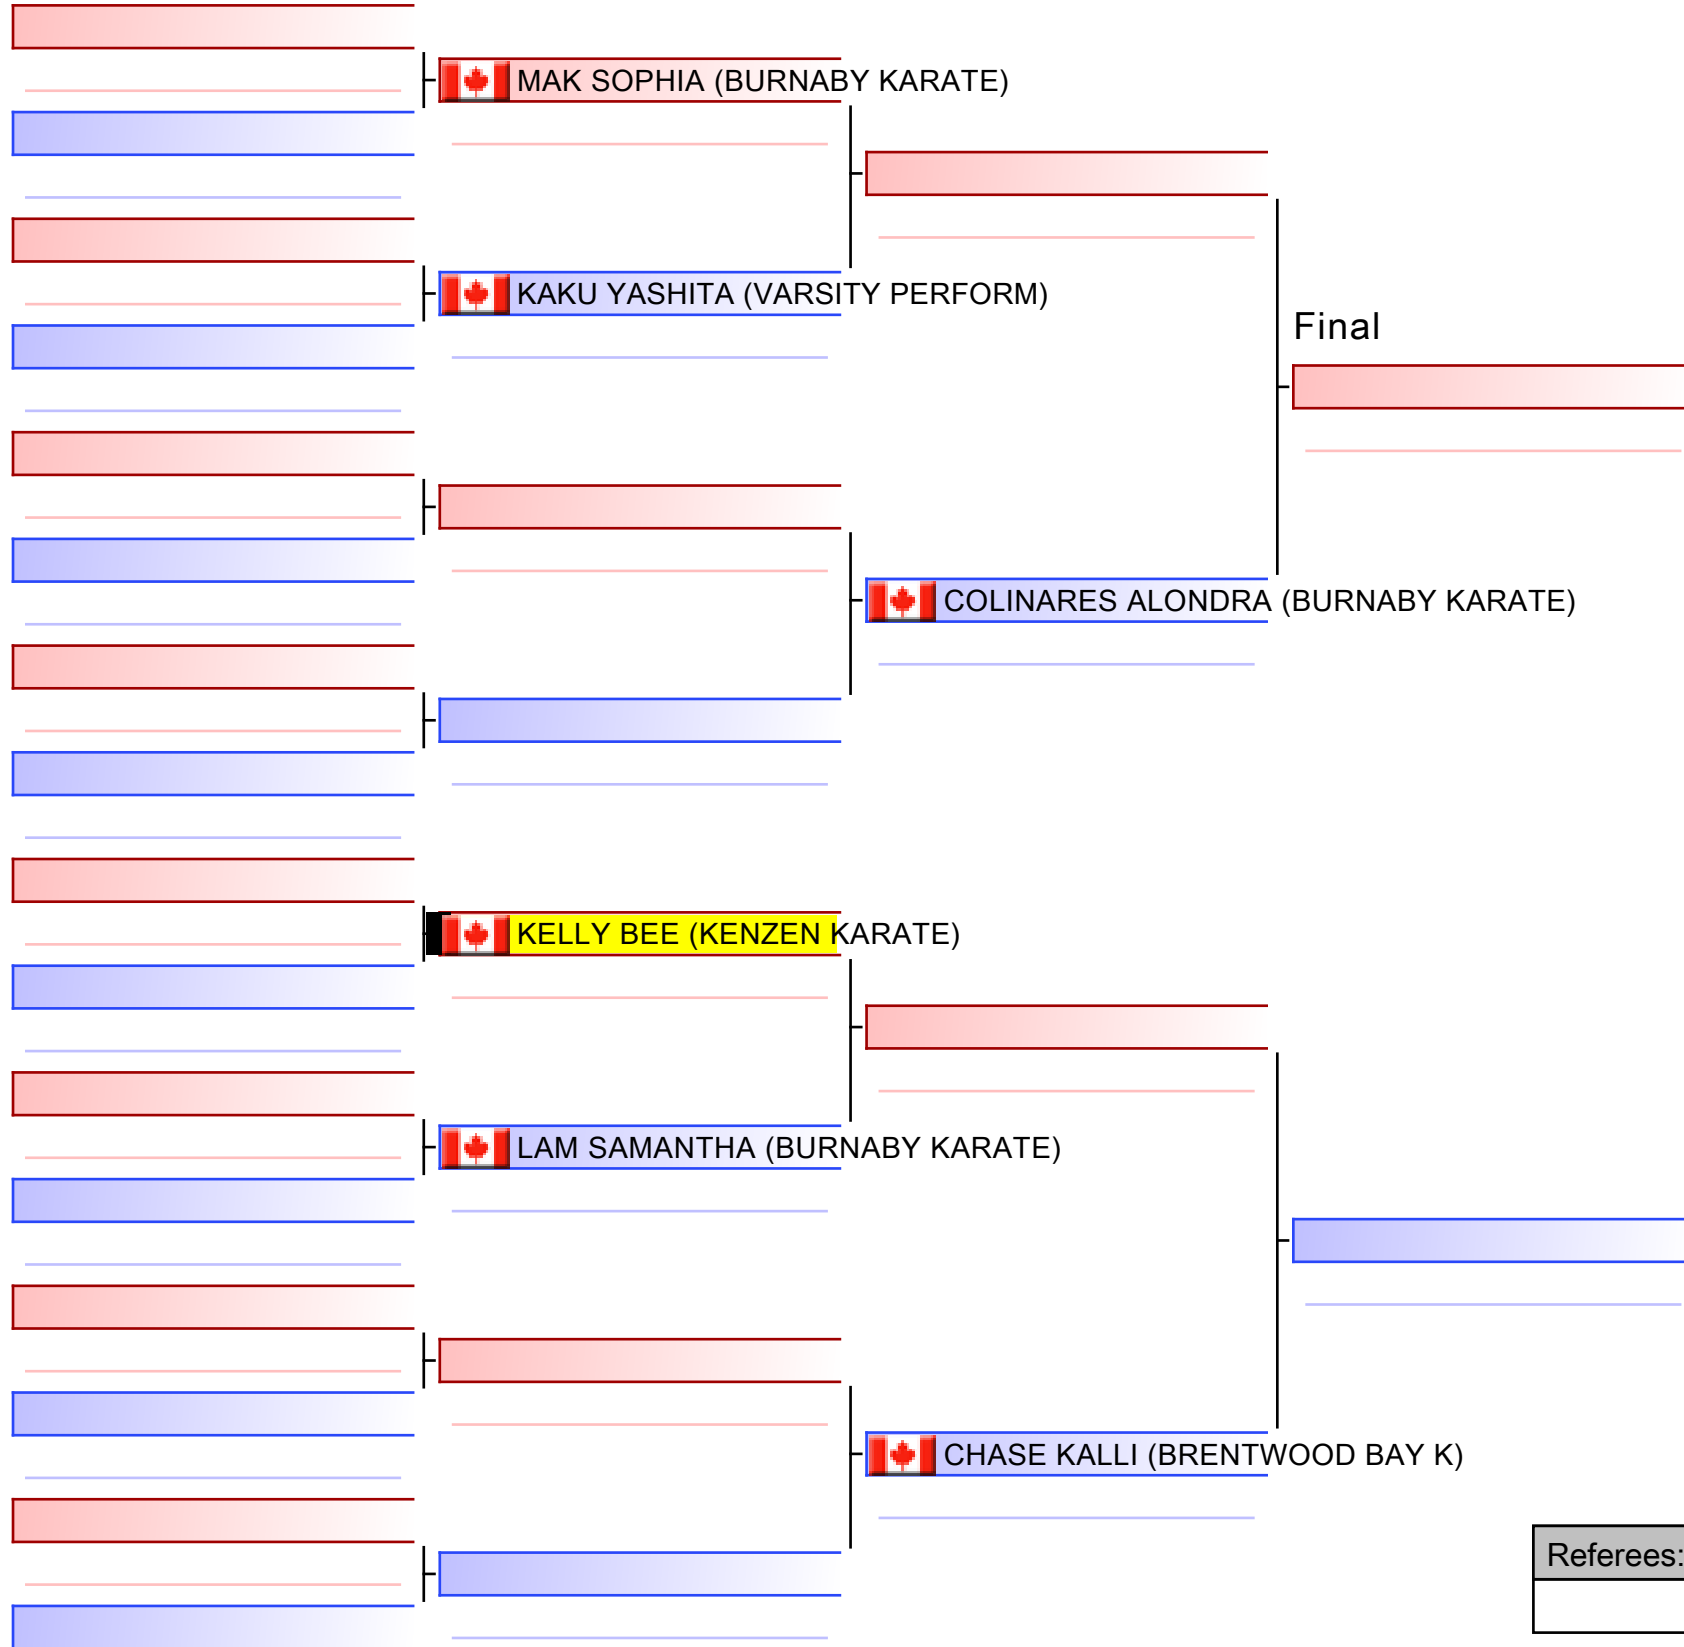 MAK SOPHIA (BURNABY KARATE)
KAKU YASHITA (VARSITY PERFORM)
Final
COLINARES ALONDRA (BURNABY KARATE)
KELLY BEE (KENZEN KARATE)
LAM SAMANTHA (BURNABY KARATE)
CHASE KALLI (BRENTWOOD BAY K)
Referees: